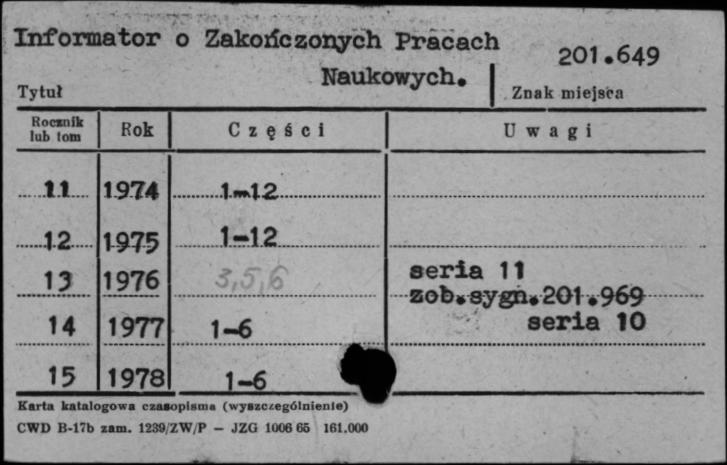 Informator o Zakończonych Pracach
201.649
Naukowych.
Tytuł
Znak miejsca
Rocznik lub tom Rok Części Uwagi
11 1974 1-12
12 1975 1-12
13 1976 3,5,6 seria 11
zob.sygn.201.969
14 1977 1-6 seria 10
15 1978 1-6
Karta katalogowa czasopisma (wyszczególnienie)
CWD B-17b zam. 1239/ZW/P — JZG 1006 65 161.000